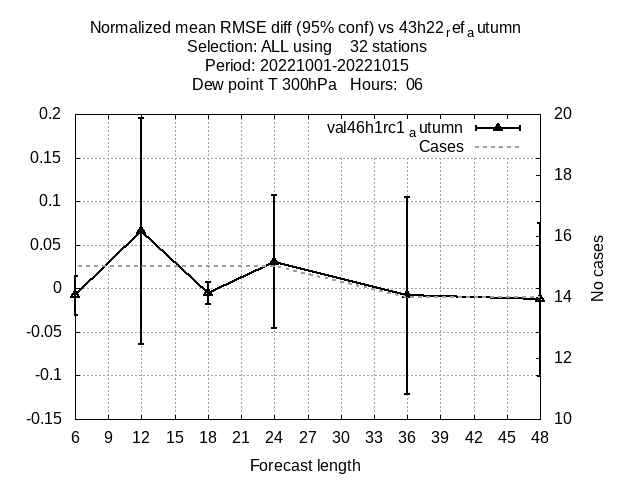 Normalized mean RMSE diff (95% conf) vs 43h22refautumn
Selection: ALL using 32 stations
Period: 20221001-20221015
Dew point T 300hPa Hours: 06
val46h1rc1 a utumn
Cases
0.2
0.15
0.1
0.05
0
-0.05
-0.1
-0.15
20
18
16
14
12
10
No cases
6 9 12 15 18 21 24 27 30 33 36 39 42 45 48
Forecast length